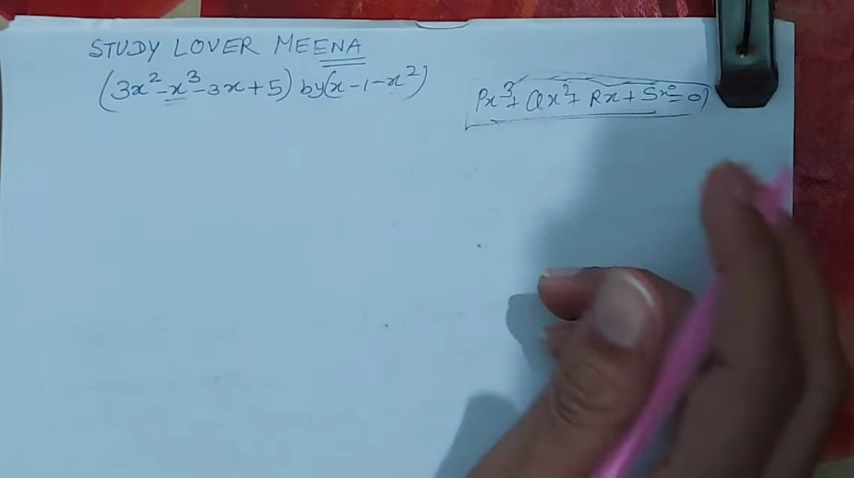 STUDY LOVER MEENA
(3x²-x³-3x+5) by (x-1-x²)
Px³+Qx²+Rx+Sx⁰=0